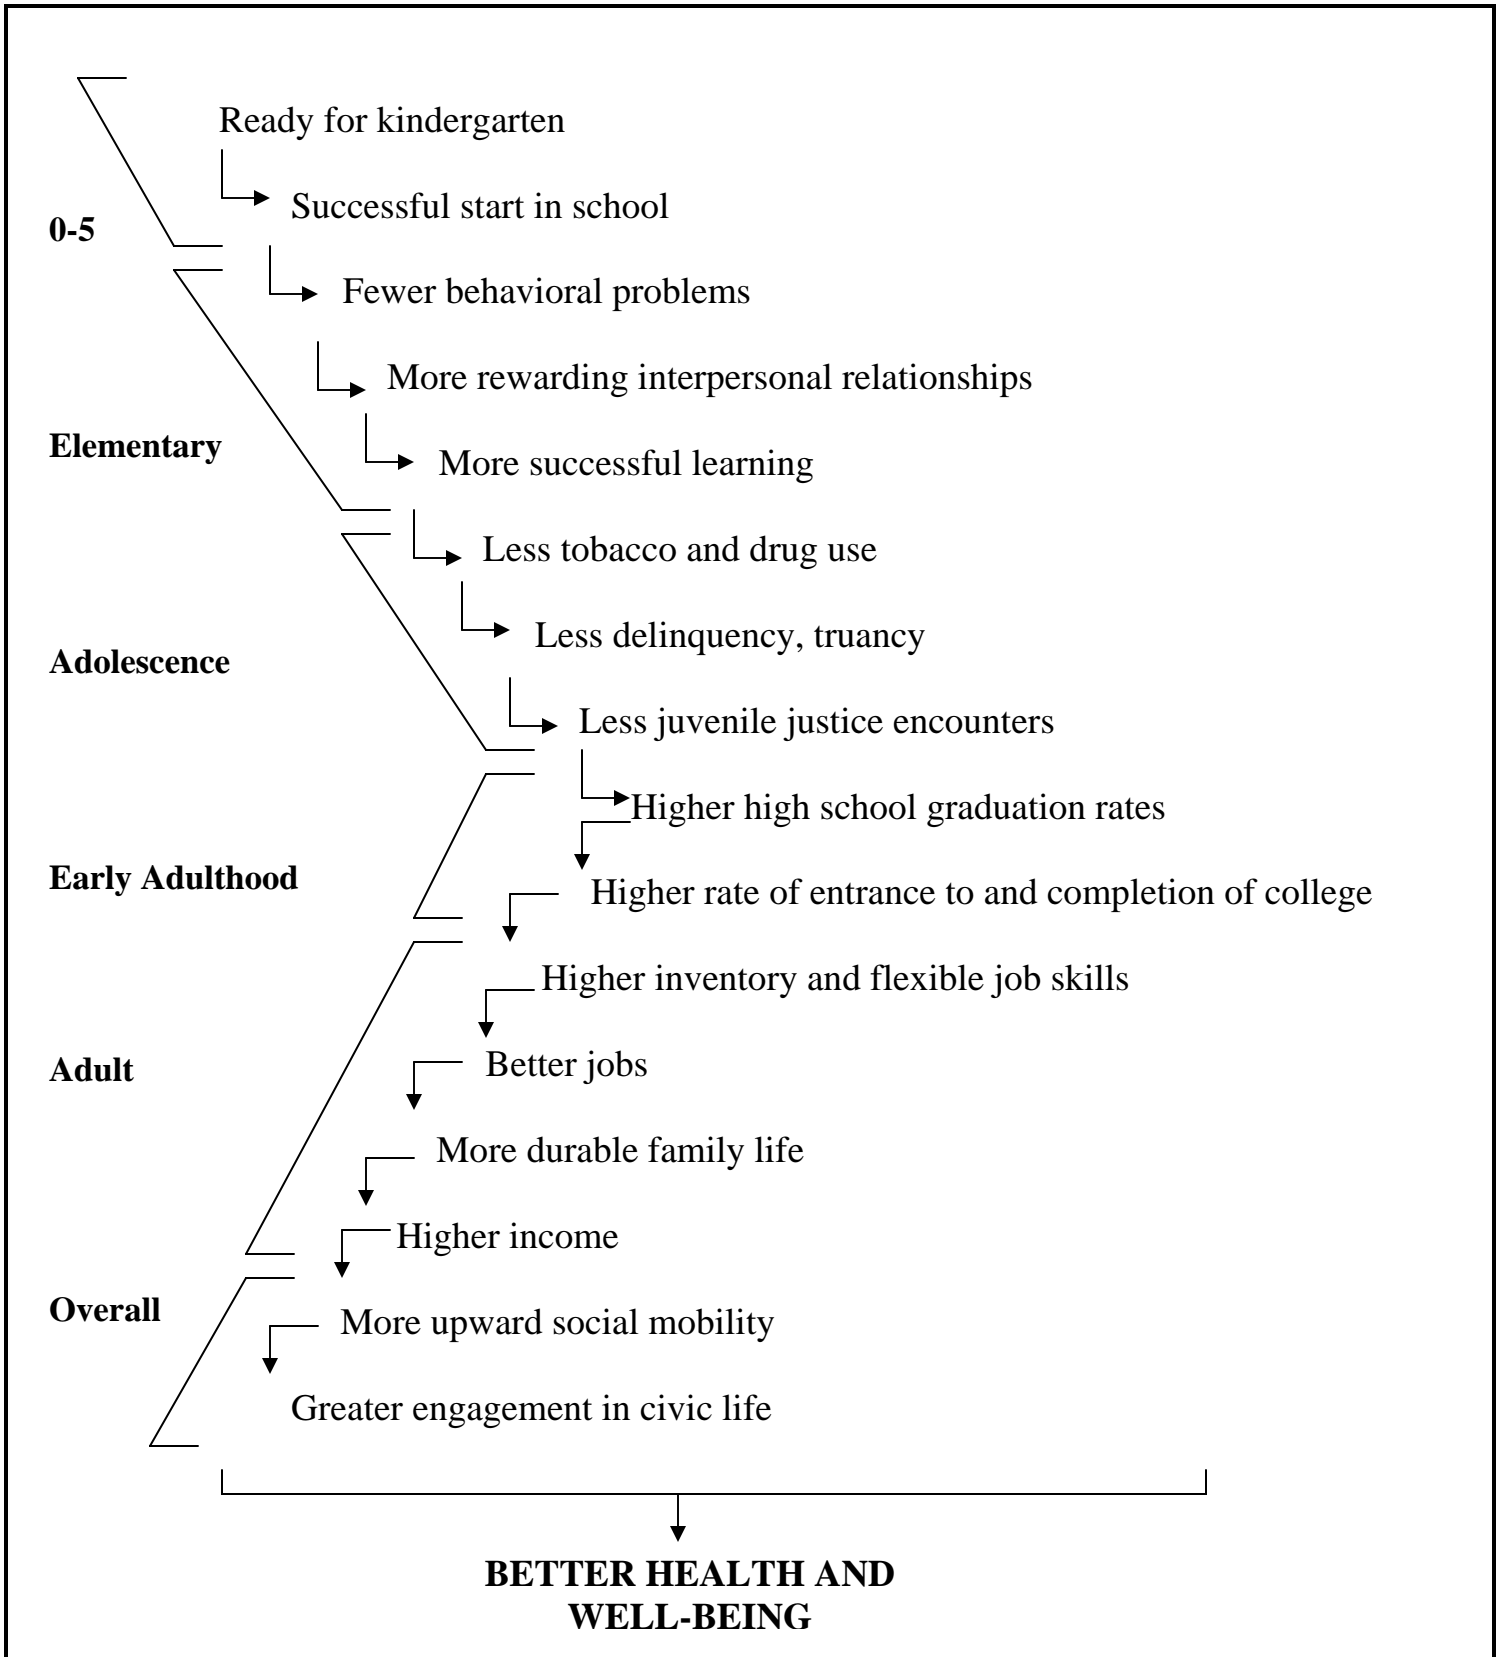 Ready for kindergarten
Successful start in school
0-5
Fewer behavioral problems
More rewarding interpersonal relationships
Elementary
More successful learning
Less tobacco and drug use
Less delinquency, truancy
Adolescence
Less juvenile justice encounters
Higher high school graduation rates
Early Adulthood
Higher rate of entrance to and completion of college
Higher inventory and flexible job skills
Adult
Better jobs
More durable family life
Higher income
Overall
More upward social mobility
Greater engagement in civic life
BETTER HEALTH AND
WELL-BEING